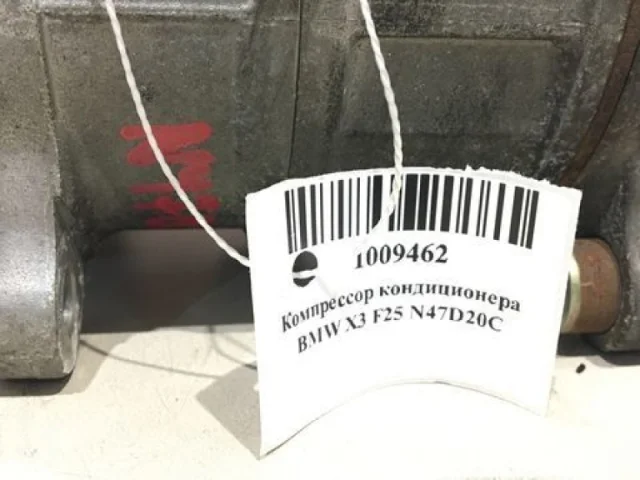 1009462
Компрессор кондиционера
BMW X3 F25 N47D20C